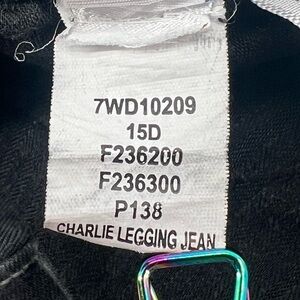 7WD10209
15D
F236200
F236300
P138
CHARLIE LEGGING JEAN